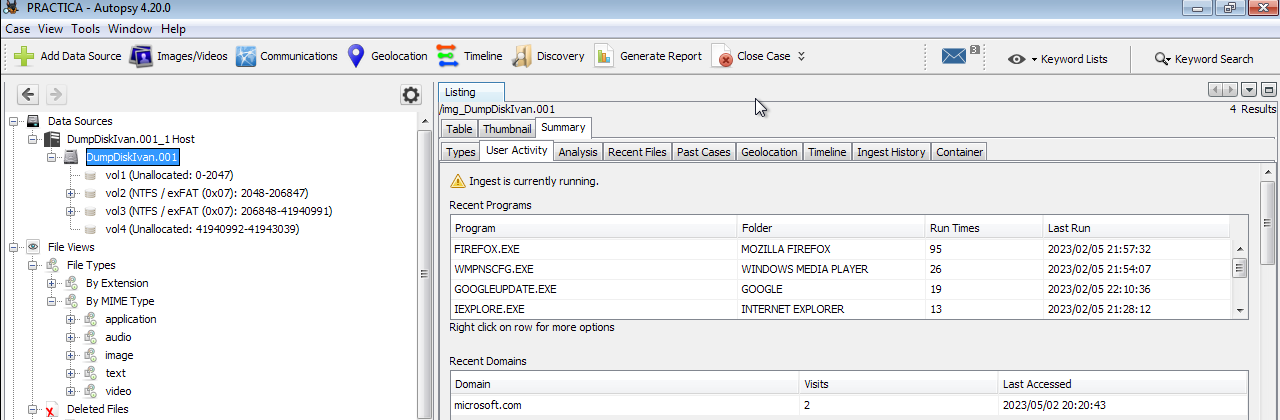 PRACTICA - Autopsy 4.20.0
Case View Tools Window Help
Add Data Source Images/Videos Communications Geolocation Timeline Discovery Generate Report Close Case 3 Keyword Lists Keyword Search
Data Sources
DumpDiskIvan.001_1 Host
DumpDiskIvan.001
vol1 (Unallocated: 0-2047)
vol2 (NTFS / exFAT (0x07): 2048-206847)
vol3 (NTFS / exFAT (0x07): 206848-41940991)
vol4 (Unallocated: 41940992-41943039)
File Views
File Types
By Extension
By MIME Type
application
audio
image
text
video
Deleted Files
Listing
/img_DumpDiskIvan.001 4 Results
Table Thumbnail Summary
Types User Activity Analysis Recent Files Past Cases Geolocation Timeline Ingest History Container
Ingest is currently running.
Recent Programs
Program Folder Run Times Last Run
FIREFOX.EXE MOZILLA FIREFOX 95 2023/02/05 21:57:32
WMPNSCFG.EXE WINDOWS MEDIA PLAYER 26 2023/02/05 21:54:07
GOOGLEUPDATE.EXE GOOGLE 19 2023/02/05 22:10:36
IEXPLORE.EXE INTERNET EXPLORER 13 2023/02/05 21:28:12
Right click on row for more options
Recent Domains
Domain Visits Last Accessed
microsoft.com 2 2023/05/02 20:20:43